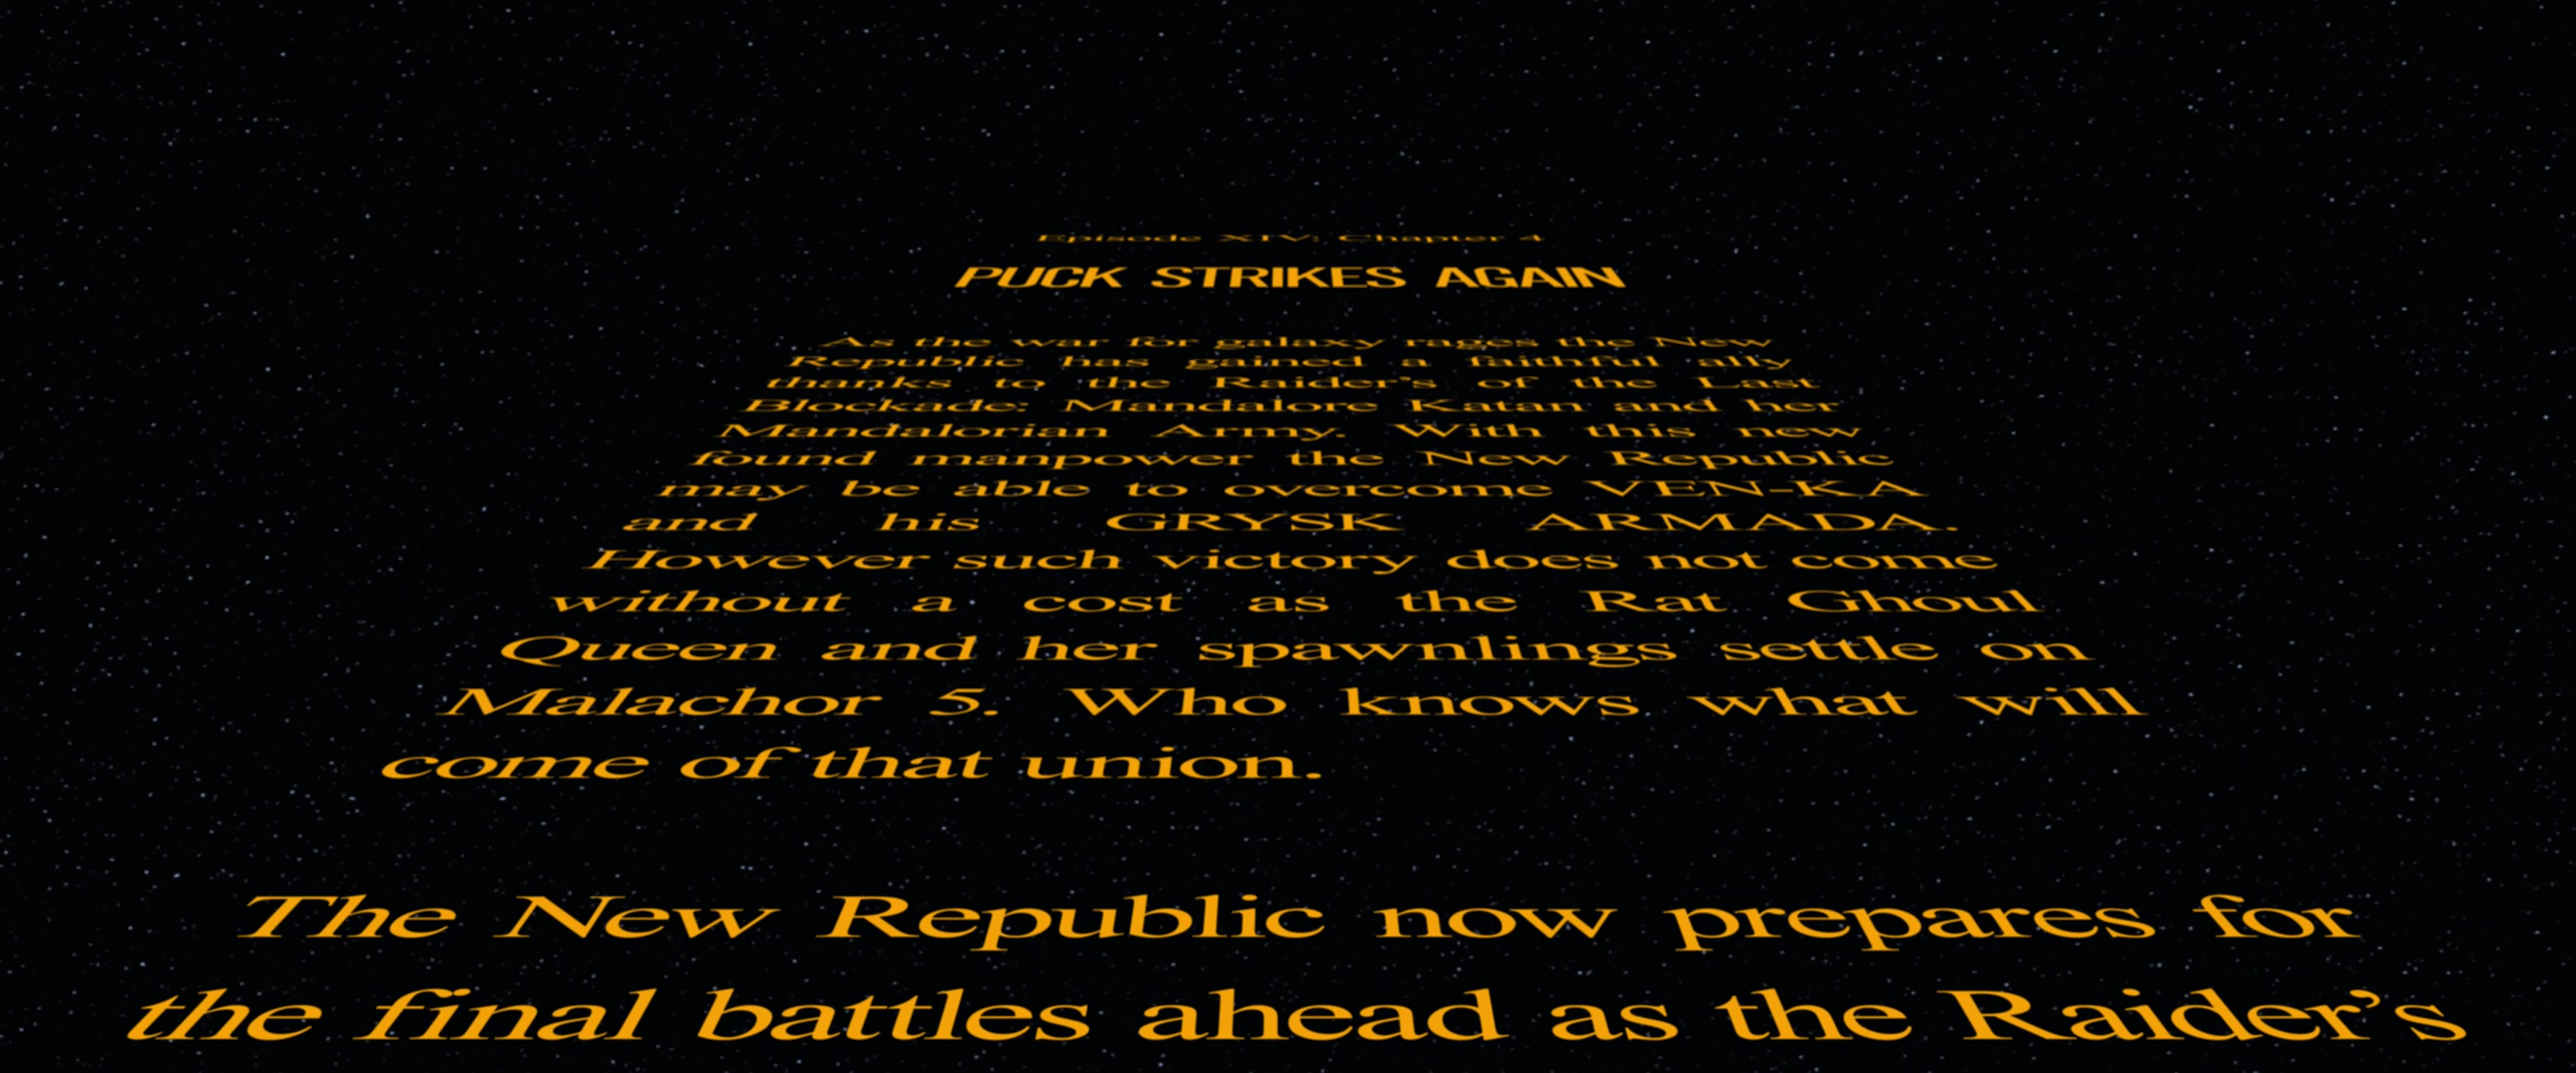 Episode XIV: Chapter 4
PUCK STRIKES AGAIN
As the war for galaxy rages the New
Republic has gained a faithful ally
thanks to the Raider's of the Last
Blockade: Mandalore Katan and her
Mandalorian Army. With this new
found manpower the New Republic
may be able to overcome VEN-KA
and his GRYSK ARMADA.
However such victory does not come
without a cost as the Rat Ghoul
Queen and her spawnlings settle on
Malachor 5. Who knows what will
come of that union.
The New Republic now prepares for
the final battles ahead as the Raider's